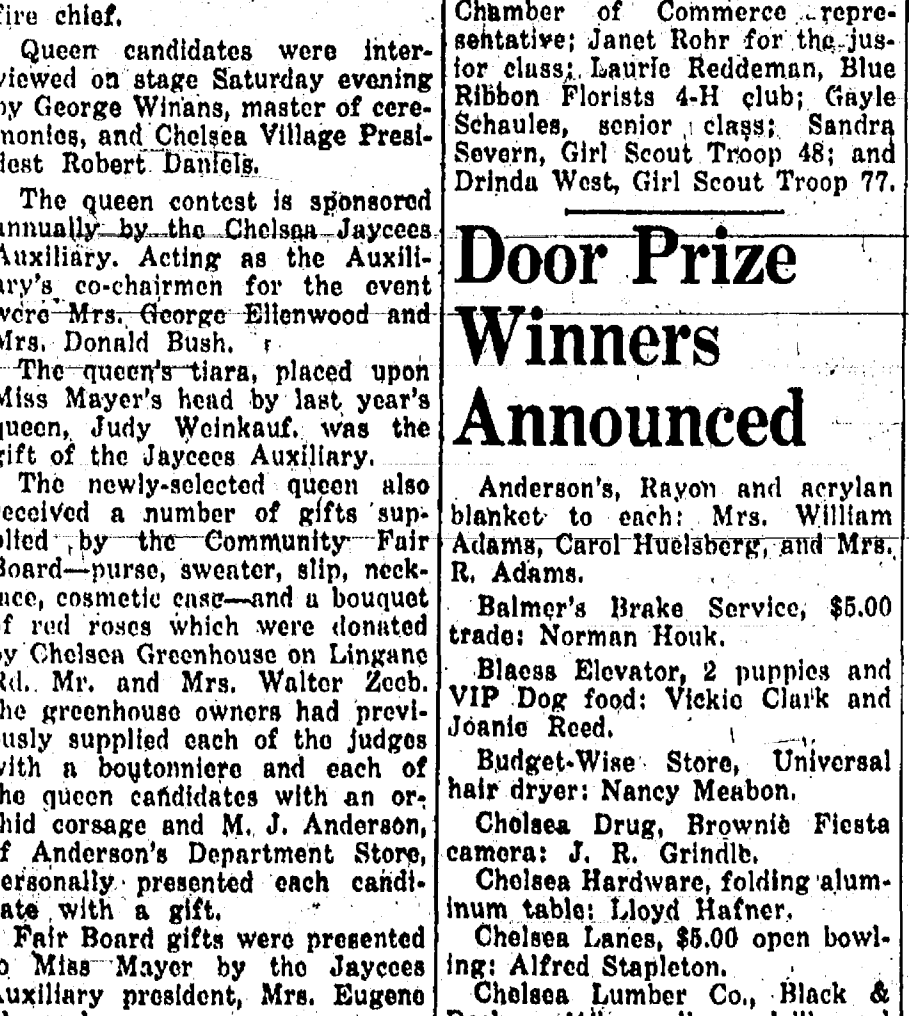 fire chief.
Queen candidates were inter-
viewed on stage Saturday evening
by George Winans, master of cere-
monies, and Chelsea Village Presi-
dest Robert Daniels.
The queen contest is sponsored
annually by the Chelsea Jaycees
Auxiliary. Acting as the Auxili-
ary's co-chairmen for the event
were Mrs. George Ellenwood and
Mrs. Donald Bush.
The queen's tiara, placed upon
Miss Mayer's head by last year's
queen, Judy Weinkauf, was the
gift of the Jaycees Auxiliary.
The newly-selected queen also
received a number of gifts sup-
plied by the Community Fair
Board—purse, sweater, slip, neck-
lace, cosmetic case—and a bouquet
of red roses which were donated
by Chelsea Greenhouse on Lingane
Rd. Mr. and Mrs. Walter Zeeb.
the greenhouse owners had previ-
ously supplied each of the judges
with a boutonniere and each of
the queen candidates with an or-
chid corsage and M. J. Anderson,
of Anderson's Department Store,
personally presented each candi-
date with a gift.
Fair Board gifts were presented
to Miss Mayer by the Jaycees
Auxiliary president, Mrs. Eugene
Chamber of Commerce repre-
sentative; Janet Rohr for the jus-
ior class; Laurie Reddeman, Blue
Ribbon Florists 4-H club; Gayle
Schaules, senior class; Sandra
Severn, Girl Scout Troop 48; and
Drinda West, Girl Scout Troop 77.
Door Prize
Winners
Announced
Anderson's, Rayon and acrylan
blanket to each: Mrs. William
Adams, Carol Huelsberg, and Mrs.
R. Adams.
Balmer's Brake Service, $5.00
trade: Norman Houk.
Blaess Elevator, 2 puppies and
VIP Dog food: Vickie Clark and
Joanie Reed.
Budget-Wise Store, Universal
hair dryer: Nancy Meabon.
Chelsea Drug, Brownie Fiesta
camera: J. R. Grindle.
Chelsea Hardware, folding alum-
inum table: Lloyd Hafner.
Chelsea Lanes, $5.00 open bowl-
ing: Alfred Stapleton.
Chelsea Lumber Co., Black &